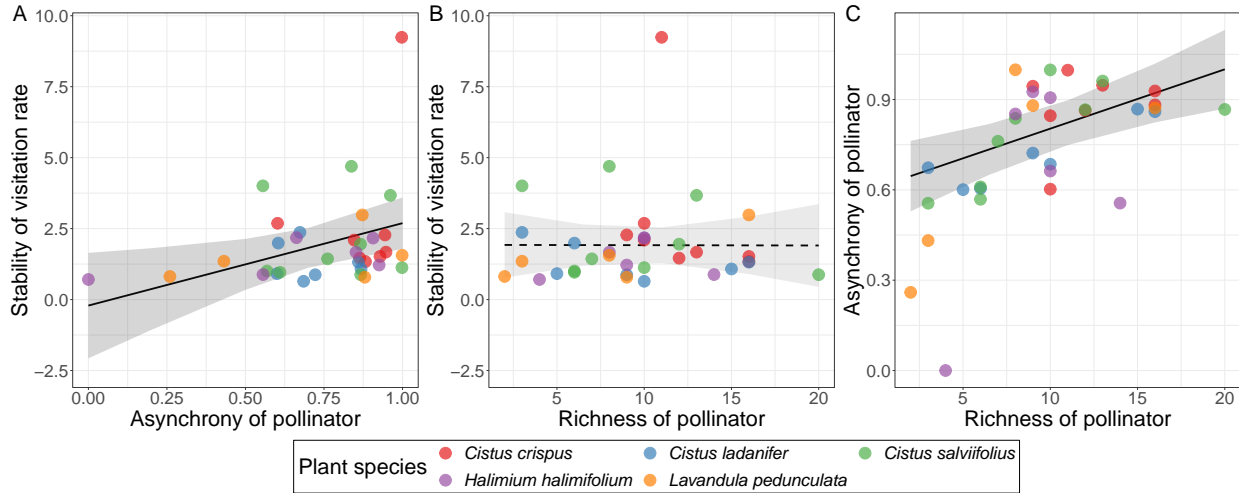 A
Stability of visitation rate
10.0
7.5
5.0
2.5
0.0
−2.5
0.00
0.25
0.50
0.75
1.00
Asynchrony of pollinator
B
Stability of visitation rate
10.0
7.5
5.0
2.5
0.0
−2.5
5
10
15
20
Richness of pollinator
C
Asynchrony of pollinator
0.9
0.6
0.3
0.0
5
10
15
20
Richness of pollinator
Plant species
Cistus crispus
Cistus ladanifer
Cistus salviifolius
Halimium halimifolium
Lavandula pedunculata